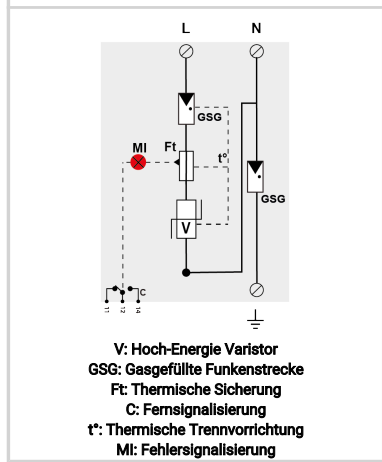 L N
GSG
MI Ft
t°
GSG
V
C
11 12 14
V: Hoch-Energie Varistor
GSG: Gasgefüllte Funkenstrecke
Ft: Thermische Sicherung
C: Fernsignalisierung
t°: Thermische Trennvorrichtung
MI: Fehlersignalisierung